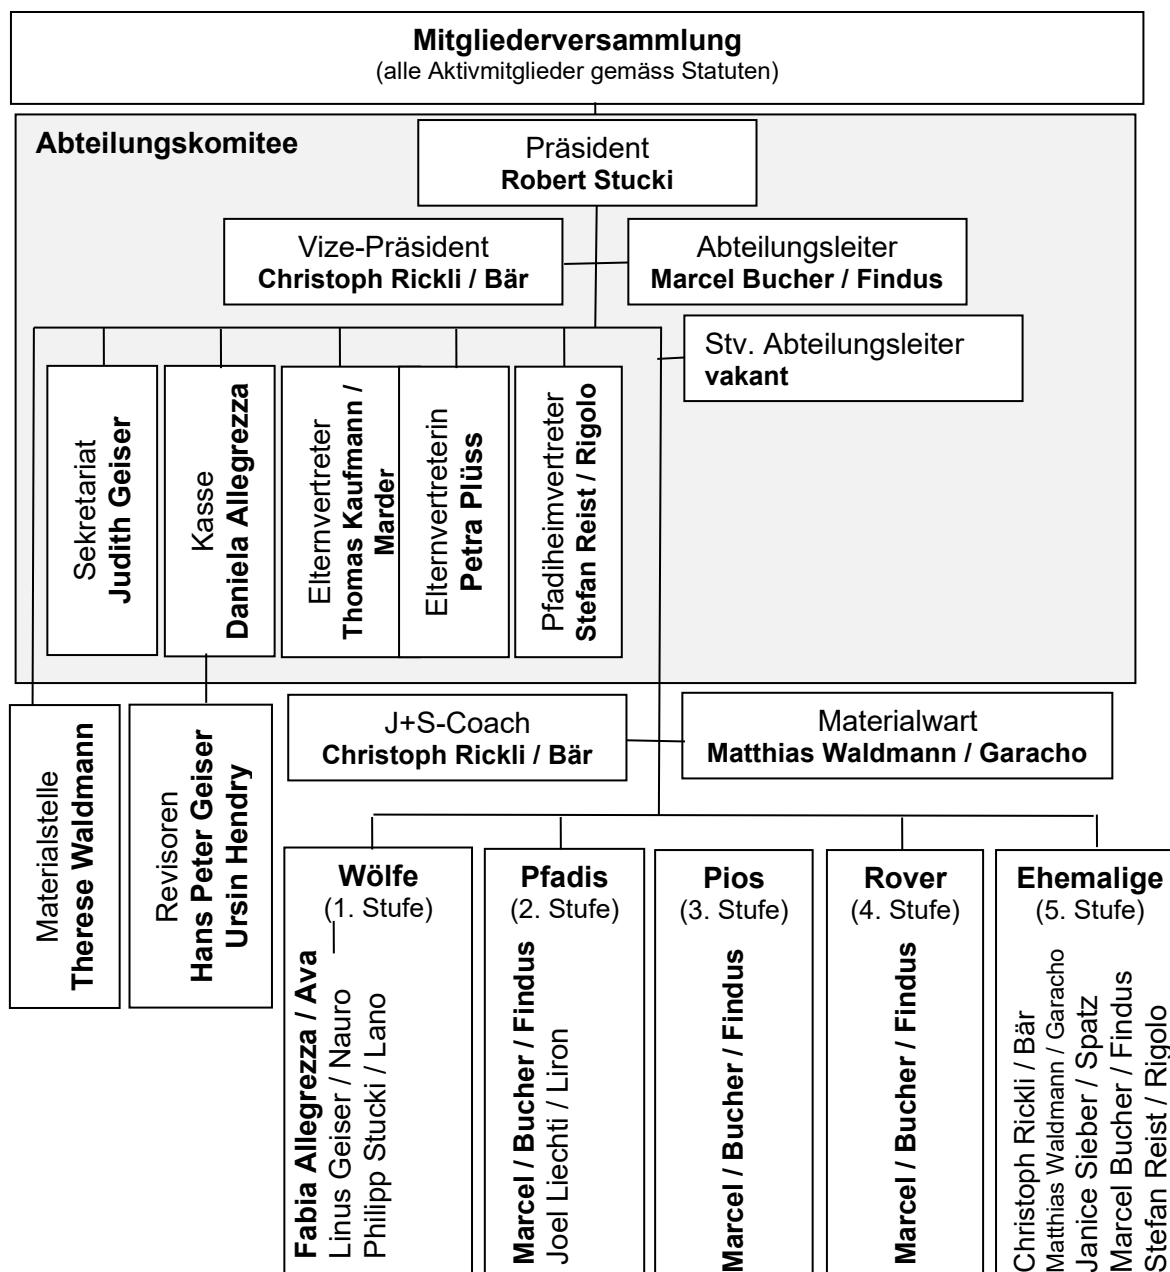 Mitgliederversammlung
(alle Aktivmitglieder gemäss Statuten)
Abteilungskomitee
Präsident
Robert Stucki
Vize-Präsident
Christoph Rickli / Bär
Abteilungsleiter
Marcel Bucher / Findus
Stv. Abteilungsleiter
vakant
Sekretariat
Judith Geiser
Kasse
Daniela Allegrezza
Elternvertreter
Thomas Kaufmann /
Marder
Elternvertreterin
Petra Plüss
Pfadiheimvertreter
Stefan Reist / Rigolo
Materialstelle
Therese Waldmann
Revisoren
Hans Peter Geiser
Ursin Hendry
J+S-Coach
Christoph Rickli / Bär
Materialwart
Matthias Waldmann / Garacho
Wölfe
(1. Stufe)
Fabia Allegrezza / Ava
Linus Geiser / Nauro
Philipp Stucki / Lano
Pfadis
(2. Stufe)
Marcel / Bucher / Findus
Joel Liechti / Liron
Pios
(3. Stufe)
Marcel / Bucher / Findus
Rover
(4. Stufe)
Marcel / Bucher / Findus
Ehemalige
(5. Stufe)
Christoph Rickli / Bär
Matthias Waldmann / Garacho
Janice Sieber / Spatz
Marcel Bucher / Findus
Stefan Reist / Rigolo